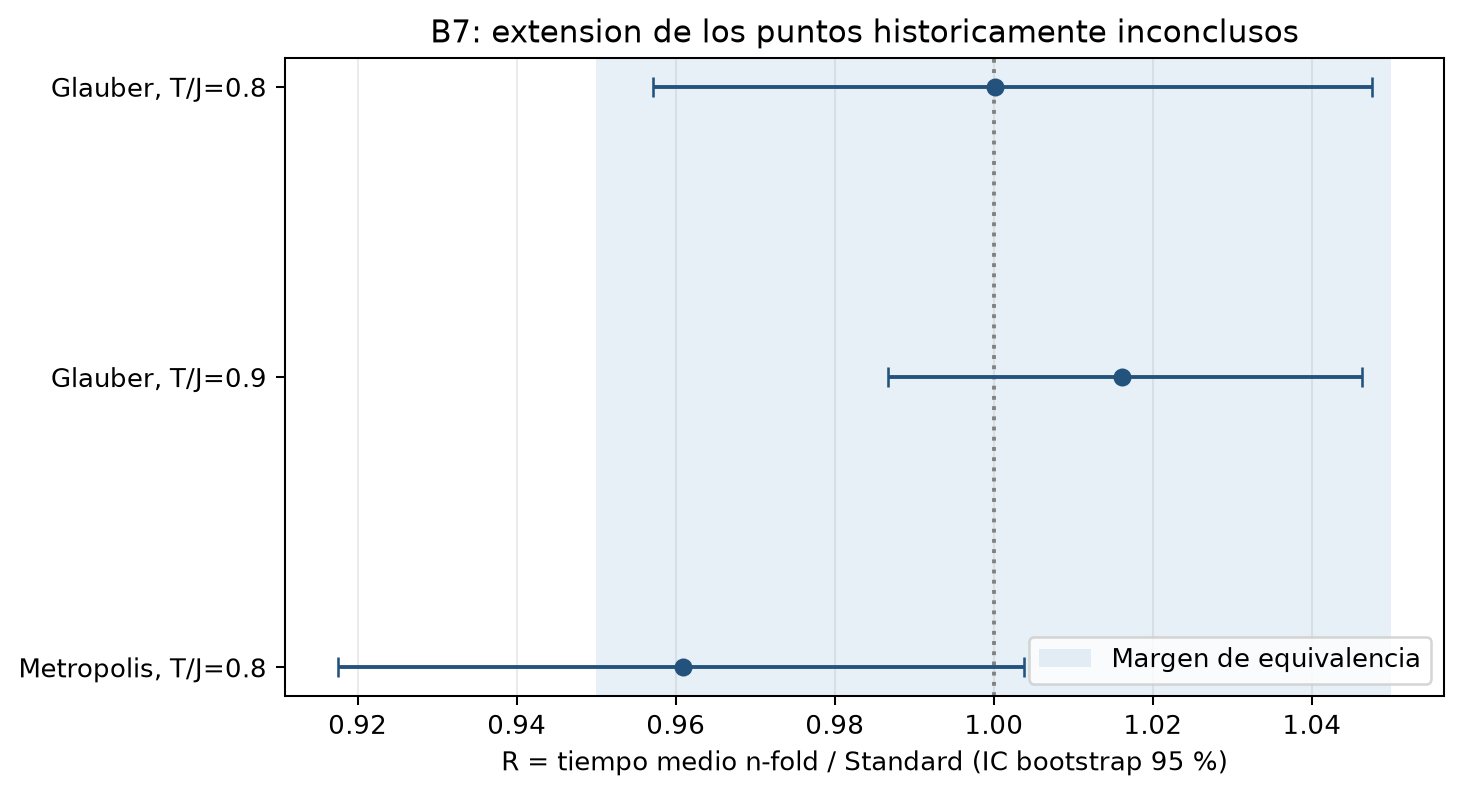 B7: extension de los puntos historicamente inconclusos
Glauber, T/J=0.8
Glauber, T/J=0.9
Metropolis, T/J=0.8
Margen de equivalencia
0.92 0.94 0.96 0.98 1.00 1.02 1.04
R = tiempo medio n-fold / Standard (IC bootstrap 95 %)